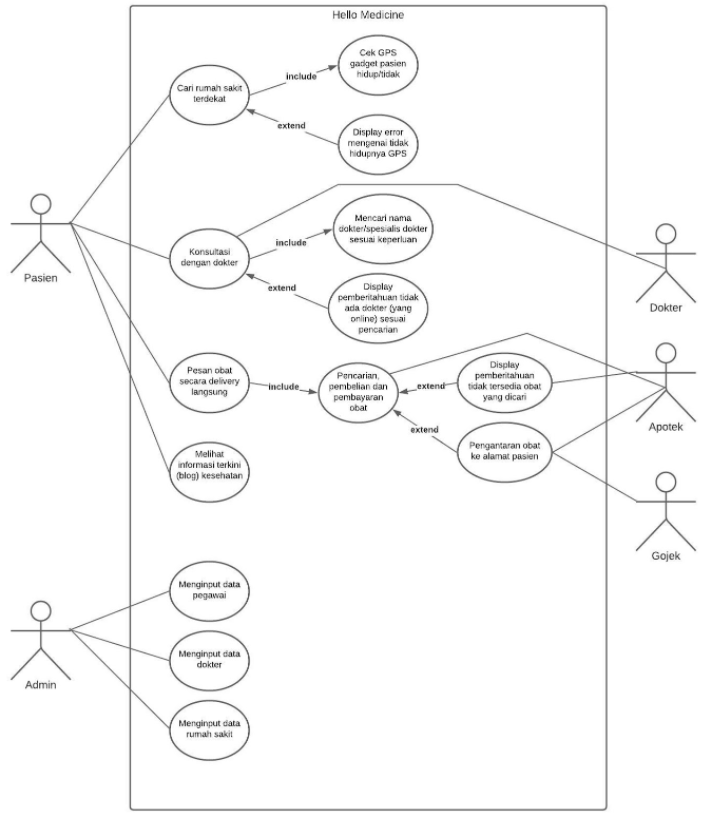 Hello Medicine
Cek GPS
gadget pasien
hidup/tidak
Cari rumah sakit
terdekat
include
extend
Display error
mengenai tidak
hidupnya GPS
Pasien
Mencari nama
dokter/spesialis dokter
sesuai keperluan
Konsultasi
dengan dokter
include
extend
Display
pemberitahuan tidak
ada dokter (yang
online) sesuai
pencarian
Dokter
Pesan obat
secara delivery
langsung
include
Pencarian,
pembelian dan
pembayaran
obat
extend
Display
pemberitahuan
tidak tersedia obat
yang dicari
Apotek
extend
Pengantaran obat
ke alamat pasien
Melihat
informasi terkini
(blog) kesehatan
Gojek
Menginput data
pegawai
Admin
Menginput data
dokter
Menginput data
rumah sakit